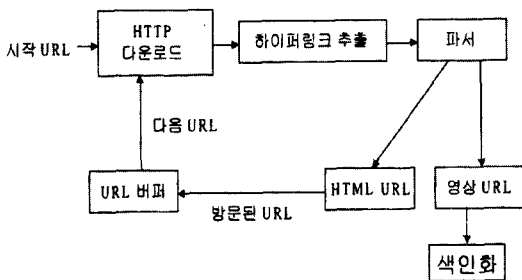 시작 URL
HTTP
다운로드
하이퍼링크 추출
파서
다음 URL
URL 버퍼
방문된 URL
HTML URL
영상 URL
색인화